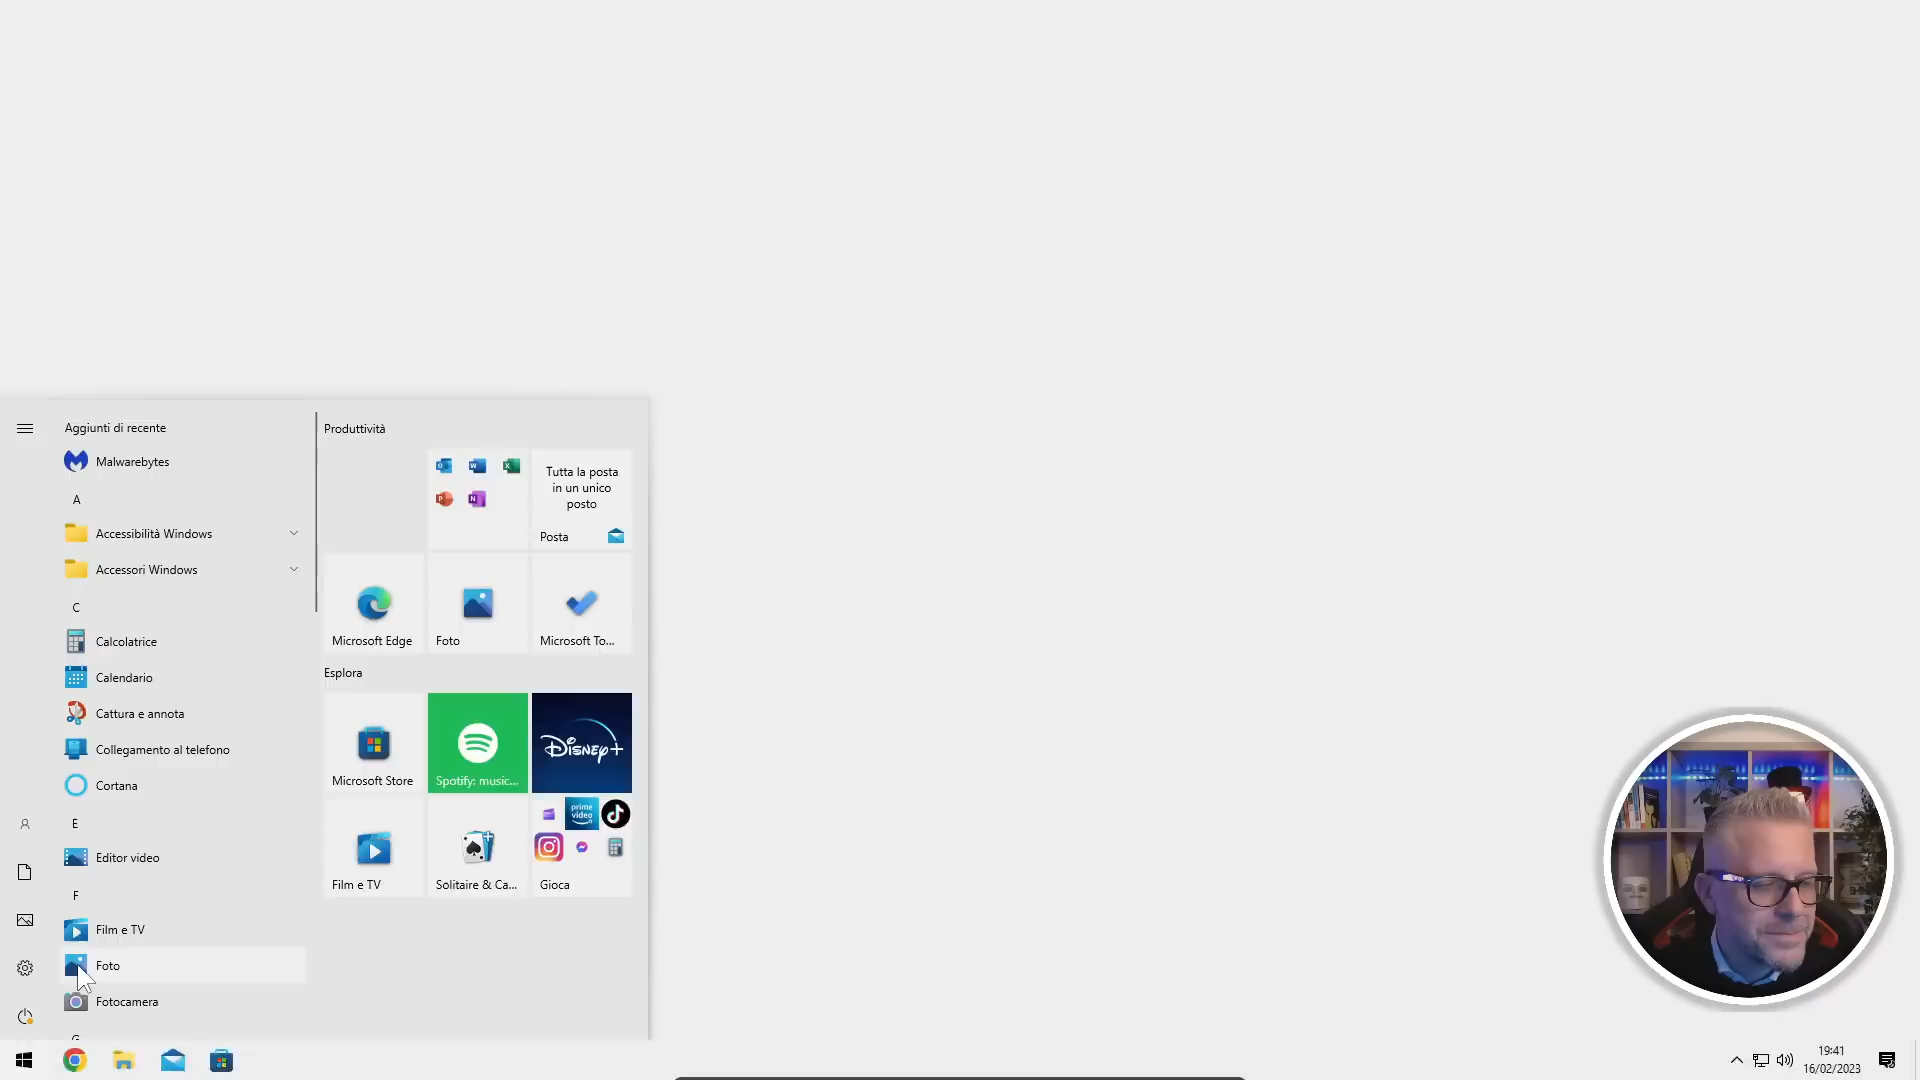 Aggiunti di recente
Malwarebytes
A
Accessibilità Windows
Accessori Windows
C
Calcolatrice
Calendario
Cattura e annota
Collegamento al telefono
Cortana
E
Editor video
F
Film e TV
Foto
Fotocamera
Produttività
Tutta la posta
in un unico
posto
Posta
Microsoft Edge
Foto
Microsoft To...
Esplora
Microsoft Store
Spotify: music...
Disney+
Film e TV
Solitaire & Ca...
prime
video
Gioca
19:41
16/02/2023